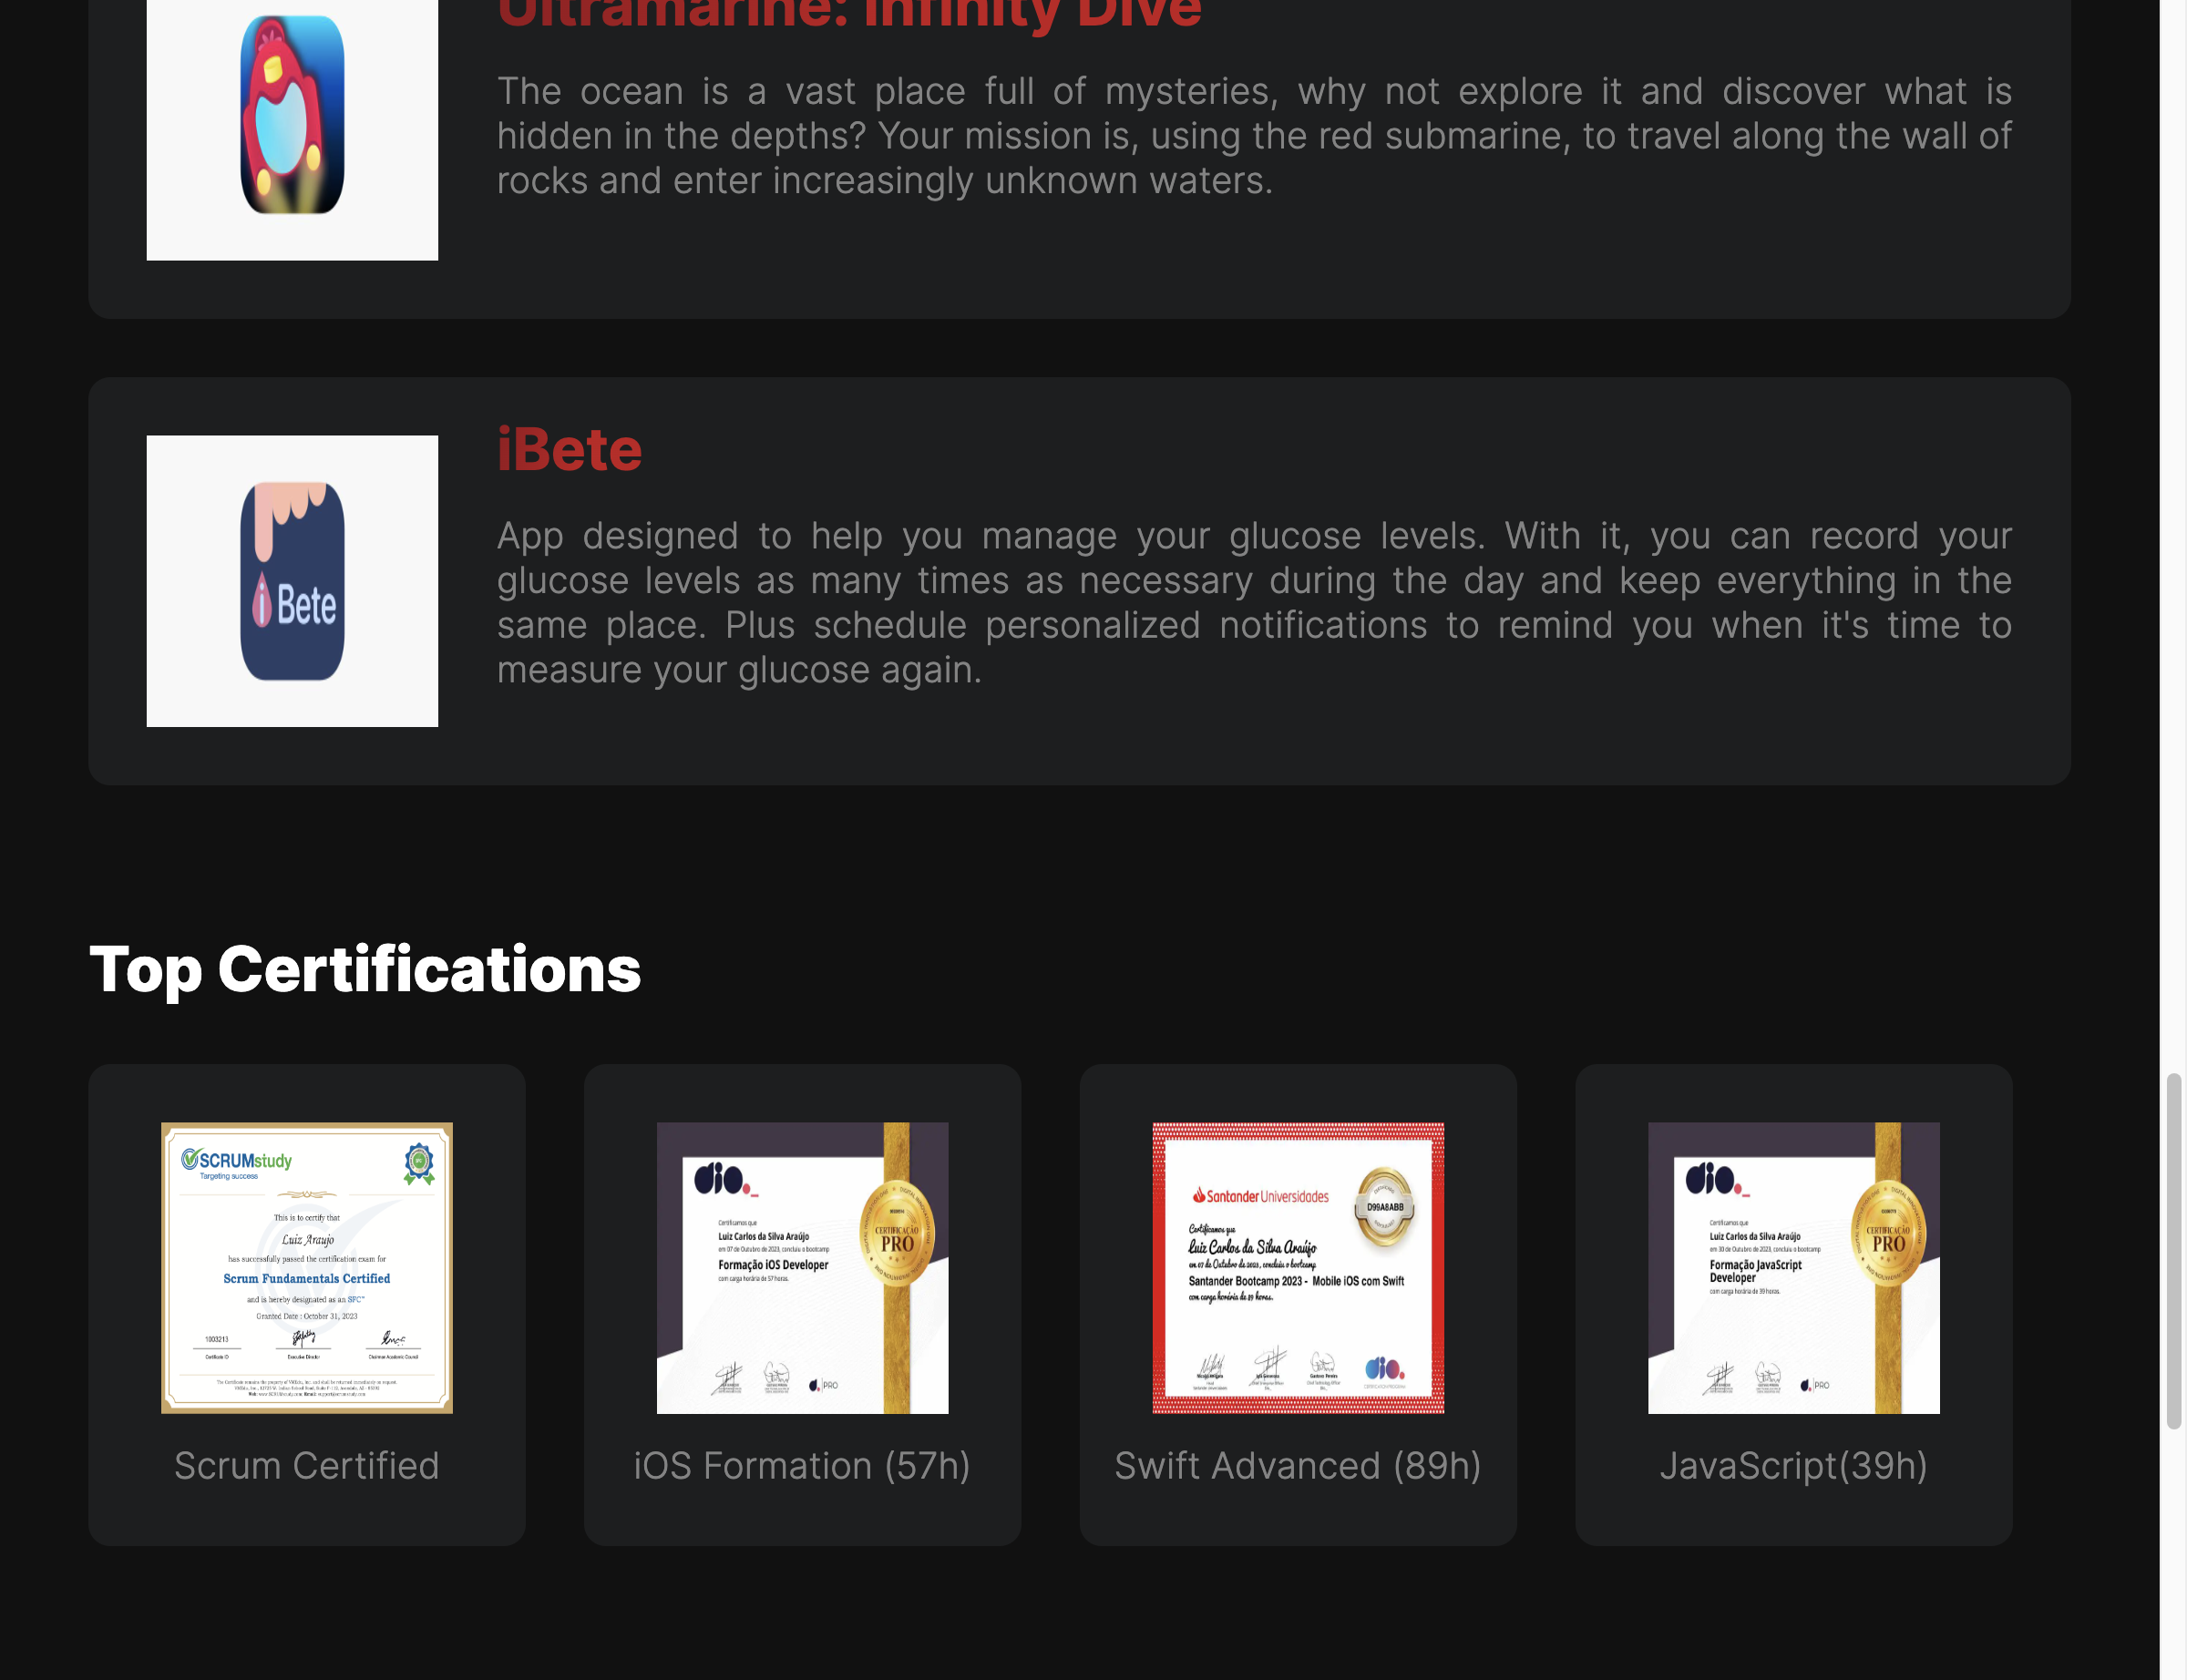 Ultramarine: Infinity Dive
The ocean is a vast place full of mysteries, why not explore it and discover what is
hidden in the depths? Your mission is, using the red submarine, to travel along the wall of
rocks and enter increasingly unknown waters.
i Bete
iBete
App designed to help you manage your glucose levels. With it, you can record your
glucose levels as many times as necessary during the day and keep everything in the
same place. Plus schedule personalized notifications to remind you when it's time to
measure your glucose again.
Top Certifications
SCRUMstudy
Targeting success
This is to certify that
Luiz Araujo
has successfully passed the certification exam for
Scrum Fundamentals Certified
and is hereby designated as an SFC™
Granted Date : October 31, 2023
1003213
Certificate ID
Executive Director
Chairman Academic Council
Scrum Certified
dio._
Certificamos que
Luiz Carlos da Silva Araújo
em 07 de Outubro de 2023, concluiu o bootcamp
Formação iOS Developer
com carga horária de 57 horas.
CERTIFICAÇÃO
PRO
PRO
iOS Formation (57h)
Santander Universidades
D99A8ABB
Certificamos que
Luiz Carlos da Silva Araújo
em 07 de Outubro de 2023, concluiu o bootcamp
Santander Bootcamp 2023 - Mobile iOS com Swift
com carga horária de 89 horas.
dio.
Swift Advanced (89h)
dio._
Certificamos que
Luiz Carlos da Silva Araújo
em 30 de Outubro de 2023, concluiu o bootcamp
Formação JavaScript
Developer
com carga horária de 39 horas.
CERTIFICAÇÃO
PRO
PRO
JavaScript(39h)